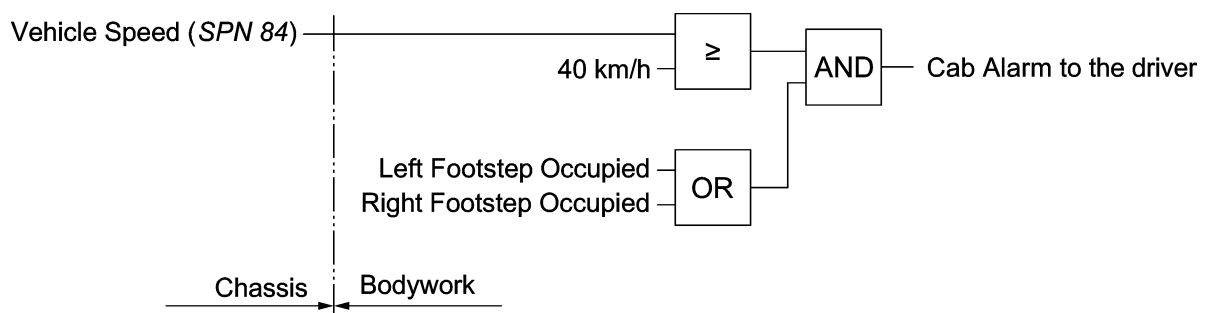 Vehicle Speed (SPN 84)
≥
40 km/h
AND
Cab Alarm to the driver
Left Footstep Occupied
OR
Right Footstep Occupied
Chassis
Bodywork